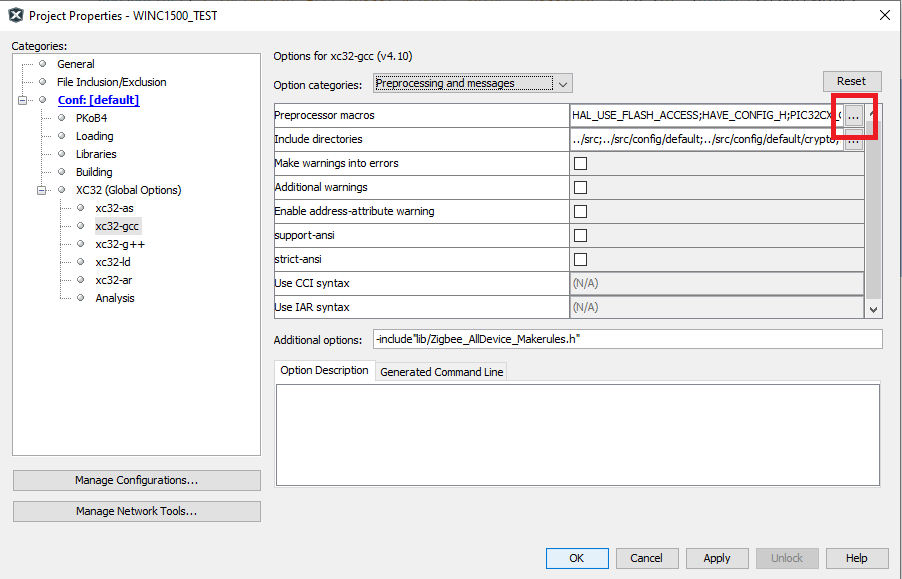 Project Properties - WINC1500_TEST
Categories:
General
File Inclusion/Exclusion
Conf: [default]
PKoB4
Loading
Libraries
Building
XC32 (Global Options)
xc32-as
xc32-gcc
xc32-g++
xc32-ld
xc32-ar
Analysis
Manage Configurations...
Manage Network Tools...
Options for xc32-gcc (v4.10)
Option categories: Preprocessing and messages
Reset
Preprocessor macros HAL_USE_FLASH_ACCESS;HAVE_CONFIG_H;PIC32CX_ ...
Include directories ../src;../src/config/default;../src/config/default/crypto; ...
Make warnings into errors
Additional warnings
Enable address-attribute warning
support-ansi
strict-ansi
Use CCI syntax (N/A)
Use IAR syntax (N/A)
Additional options: -include"lib/Zigbee_AllDevice_Makerules.h"
Option Description Generated Command Line
OK Cancel Apply Unlock Help